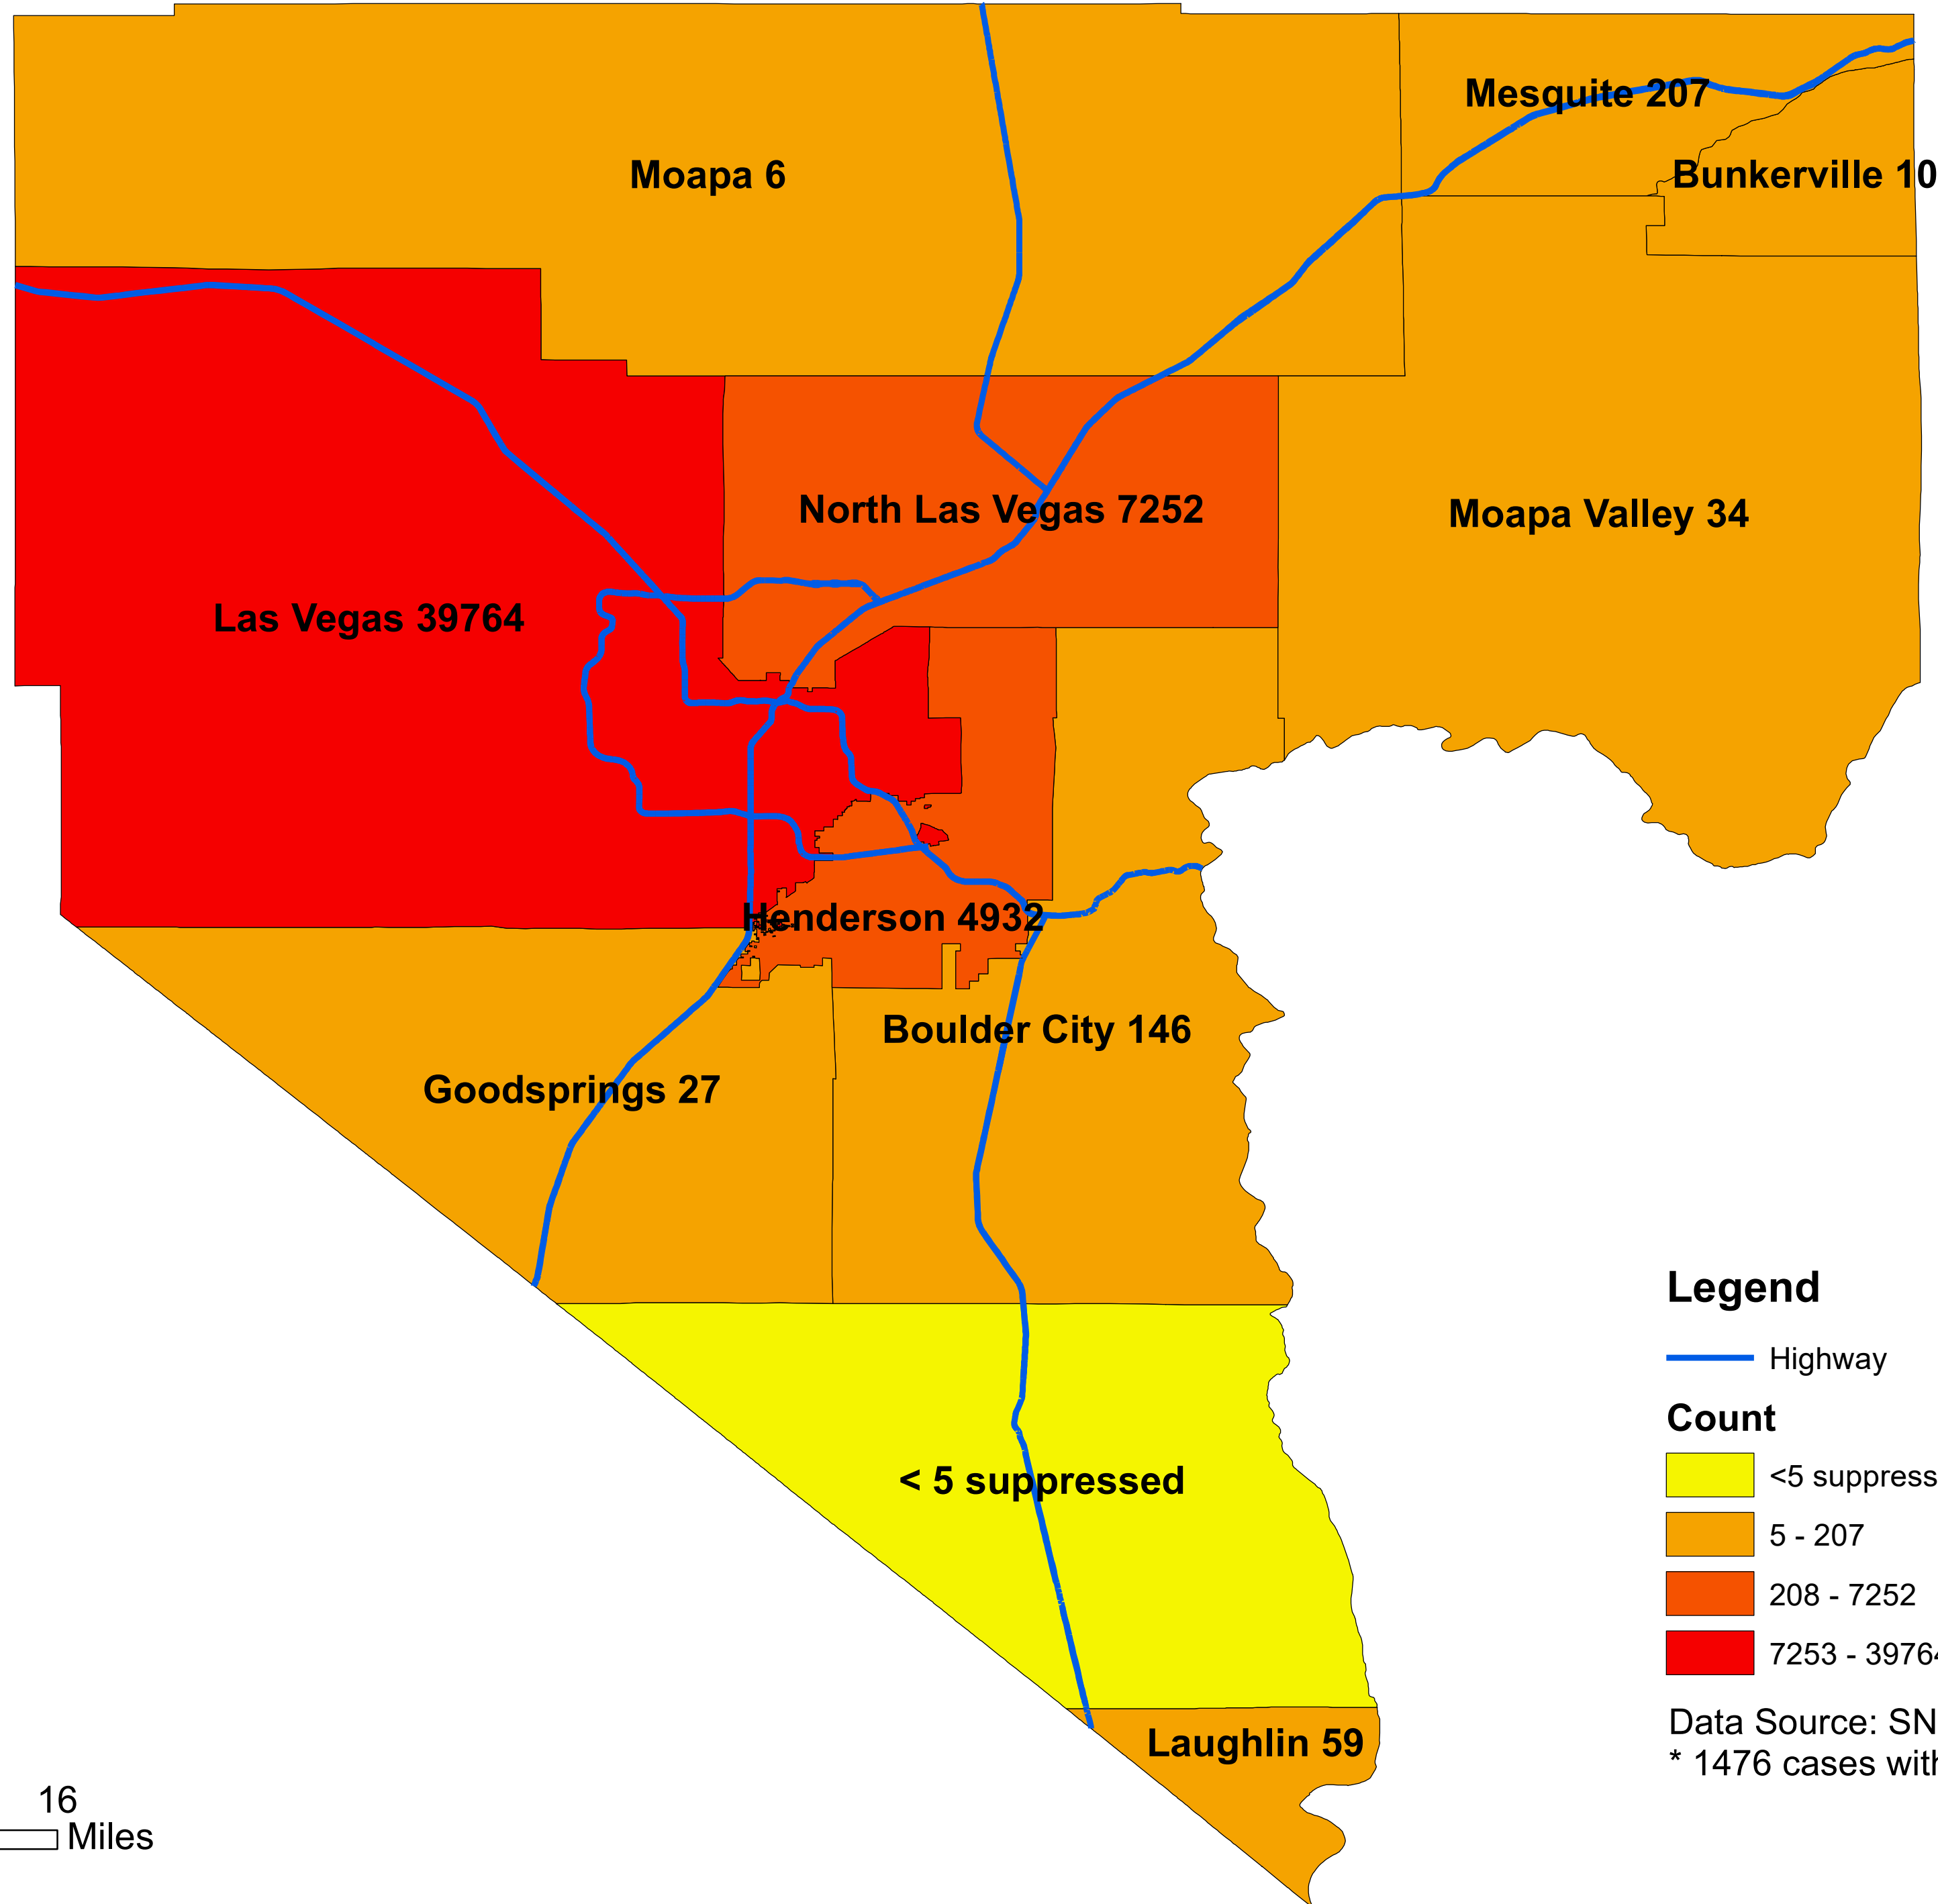 Mesquite 207
Moapa 6
Bunkerville 10
North Las Vegas 7252
Moapa Valley 34
Las Vegas 39764
Henderson 4932
Boulder City 146
Goodsprings 27
< 5 suppressed
Laughlin 59
Legend
Highway
Count
<5 suppress
5 - 207
208 - 7252
7253 - 39764
Data Source: SN
* 1476 cases with
16
Miles